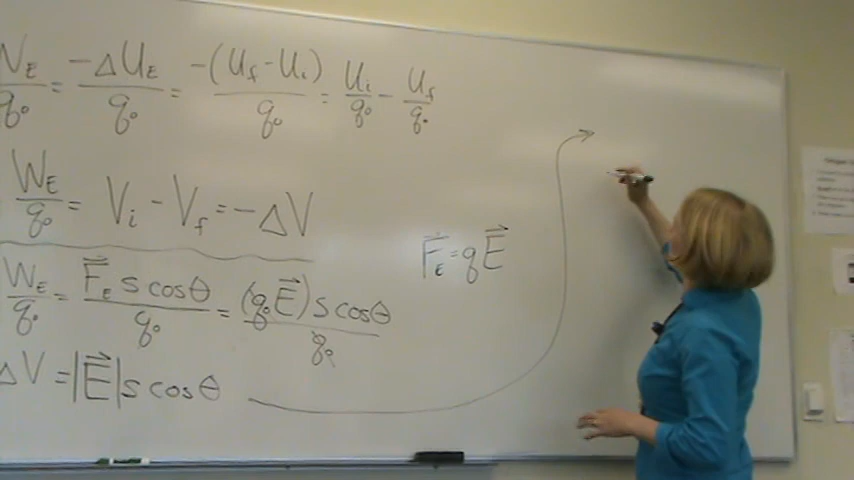 W_E/q₀ = -ΔU_E/q₀ = -(U_f - U_i)/q₀ = U_i/q₀ - U_f/q₀
W_E/q₀ = V_i - V_f = -ΔV
W_E/q₀ = F⃗_E s cosθ/q₀ = (q₀E⃗) s cosθ/q₀
F⃗_E = qE⃗
ΔV = |E⃗| s cosθ